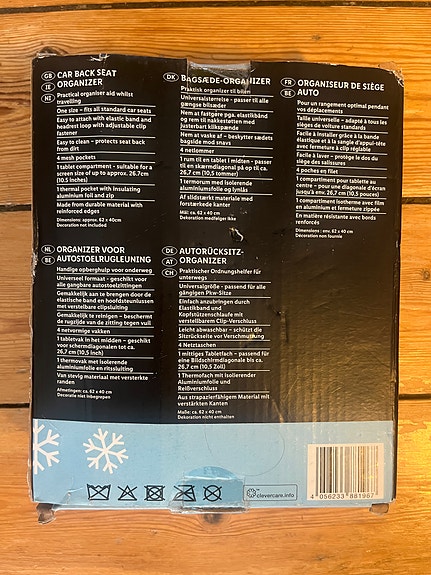 GB
IE
NI
CAR BACK SEAT
ORGANIZER
Practical organiser aid whilst
travelling
One size – fits all standard car seats
Easy to attach with elastic band and
headrest loop with adjustable clip
fastener
Easy to clean – protects seat back
from dirt
4 mesh pockets
1 tablet compartment – suitable for a
screen size of up to approx. 26.7cm
(10.5 inches)
1 thermal pocket with insulating
aluminium foil and zip
Made from durable material with
reinforced edges
Dimensions: approx. 62 x 40cm
Decoration not included
DK
BAGSÆDE-ORGANIZER
Praktisk organizer til bilen
Universalstørrelse - passer til alle
gængse bilsæder
Nem at fastgøre pga. elastikbånd
og rem til nakkestøtten med
justerbart klikspænde
Nem at vaske af – beskytter sædets
bagside mod snavs
4 netlommer
1 rum til en tablet i midten - passer
til en skærmdiagonal på op til ca.
26,7 cm (10,5 tommer)
1 termorum med isolerende
aluminiumfolie og lynlås
Af slidstærkt materiale med
forstærkede kanter
Mål: ca. 62 x 40 cm
Dekoration medfølger ikke
FR
BE
ORGANISEUR DE SIÈGE
AUTO
Pour un rangement optimal pendant
vos déplacements
Taille universelle – adapté à tous les
sièges de voiture standards
Facile à installer grâce à la bande
élastique et à la sangle d'appui-tête
avec fermeture à clip réglable
Facile à laver – protège le dos du
siège des salissures
4 poches en filet
1 compartiment pour tablette au
centre – pour une diagonale d'écran
jusqu'à env. 26,7 cm (10,5 pouces)
1 compartiment isotherme avec film
en aluminium et fermeture zippée
En matière résistante avec bords
renforcés
Dimensions : env. 62 x 40 cm
Décoration non fournie
NL
BE
ORGANIZER VOOR
AUTOSTOELRUGLEUNING
Handige opberghulp voor onderweg
Universeel formaat - geschikt voor
alle gangbare autostoelzittingen
Gemakkelijk aan te brengen door de
elastische band en hoofdsteunlussen
met verstelbare clipsluiting
Gemakkelijk te reinigen – beschermt
de rugzijde van de zitting tegen vuil
4 netvormige vakken
1 tabletvak in het midden – geschikt
voor schermdiagonalen tot ca.
26,7 cm (10,5 inch)
1 thermovak met isolerende
aluminiumfolie en ritssluiting
Van stevig materiaal met versterkte
randen
Afmetingen: ca. 62 x 40 cm
Decoratie niet inbegrepen
DE
AT
CH
AUTORÜCKSITZ-
ORGANIZER
Praktischer Ordnungshelfer für
unterwegs
Universalgröße - passend für alle
gängigen Pkw-Sitze
Einfach anzubringen durch
Elastikband und
Kopfstützenschlaufe mit
verstellbarem Clip-Verschluss
Leicht abwaschbar – schützt die
Sitzrückseite vor Verschmutzung
4 Netztaschen
1 mittiges Tabletfach – passend für
eine Bildschirmdiagonale bis ca.
26,7 cm (10,5 Zoll)
1 Thermofach mit isolierender
Aluminiumfolie und
Reißverschluss
Aus strapazierfähigem Material mit
verstärkten Kanten
Maße: ca. 62 x 40 cm
Dekoration nicht enthalten
clevercare.info
4 056233 881967